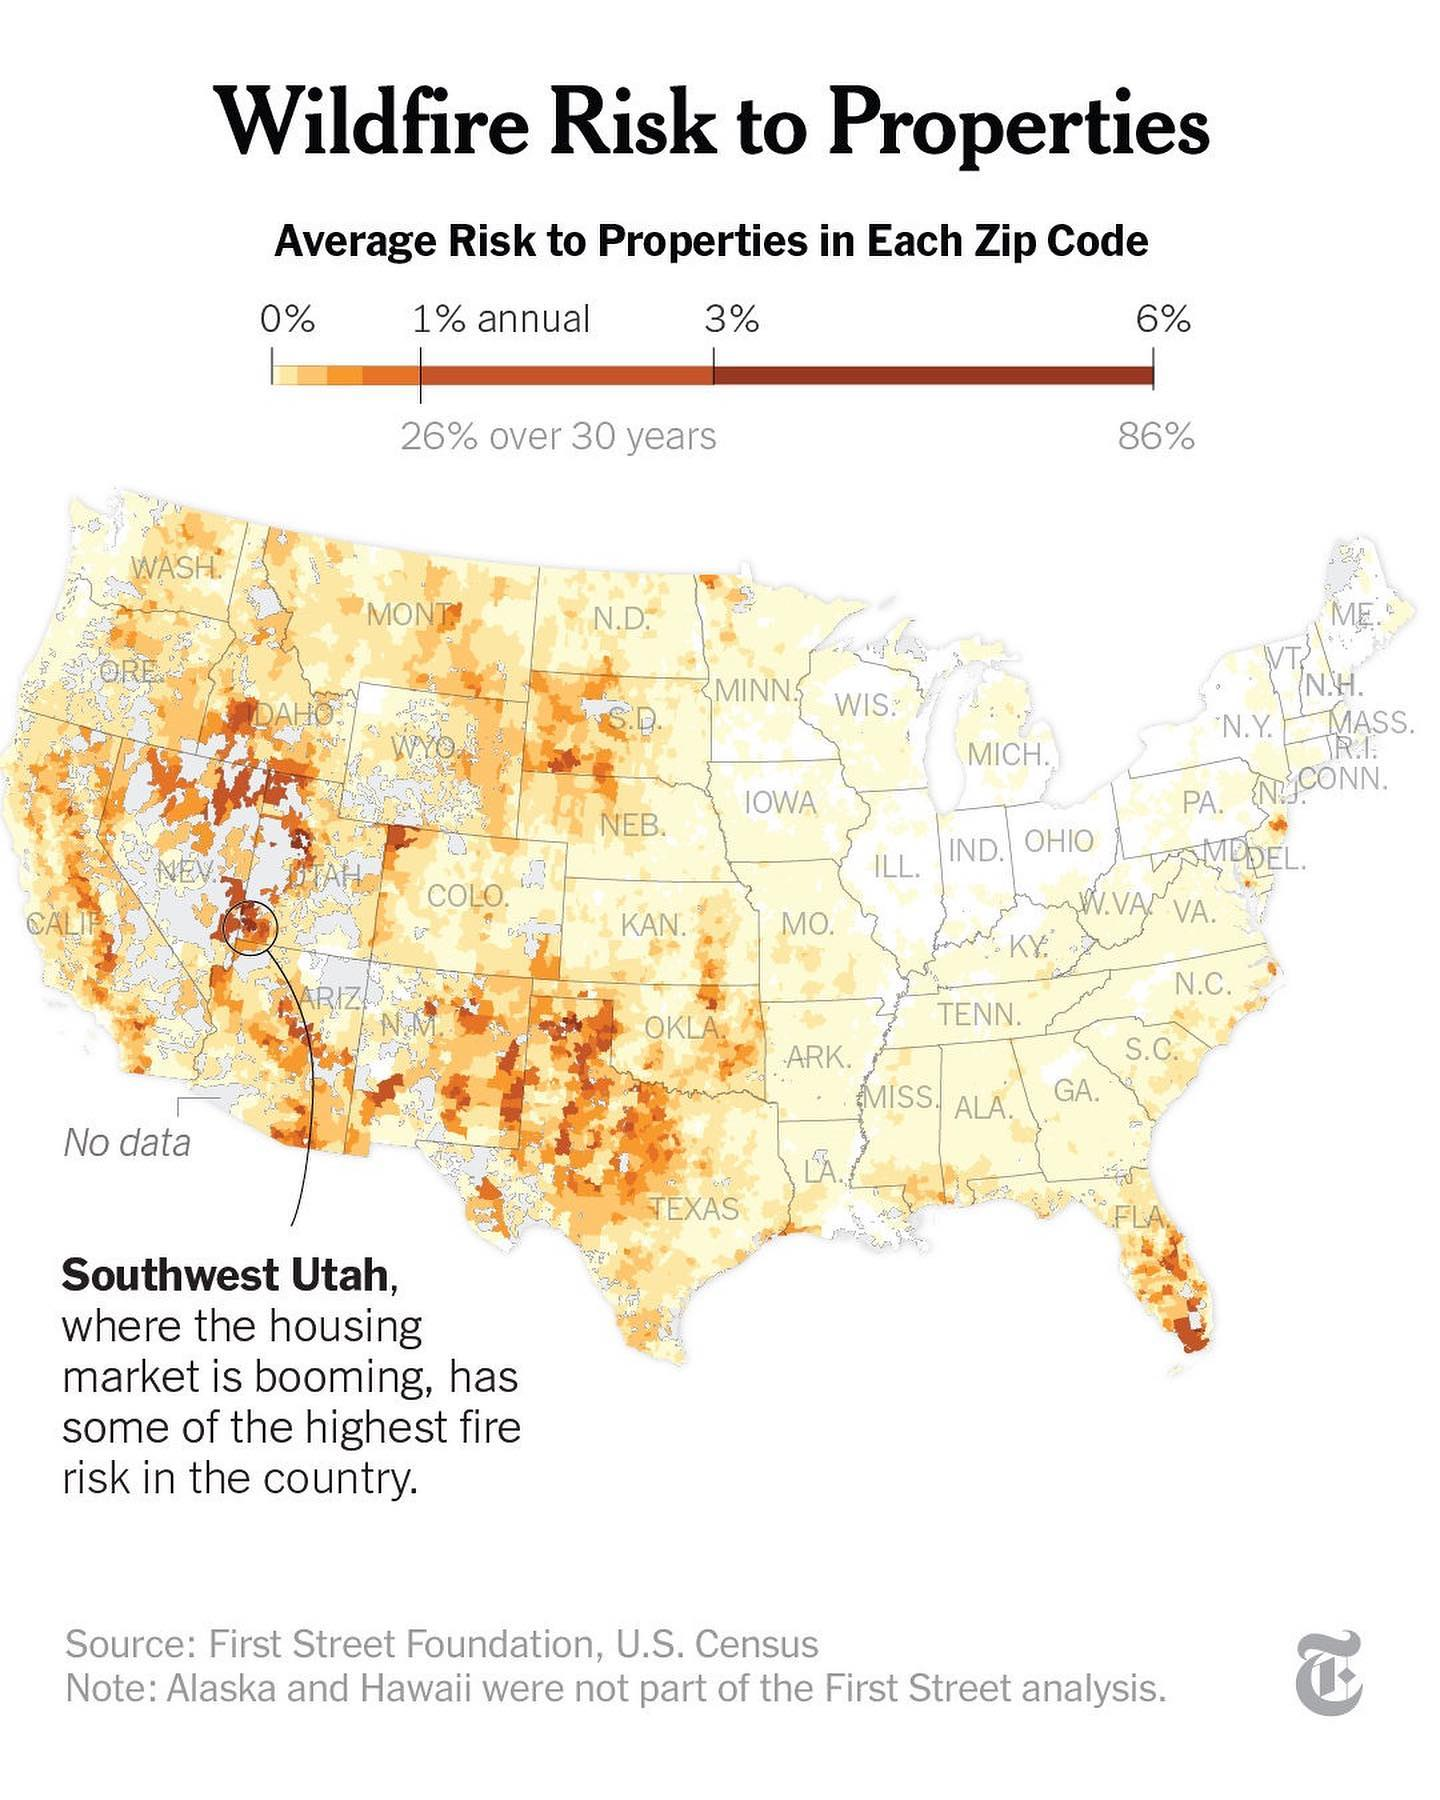 Wildfire Risk to Properties
Average Risk to Properties in Each Zip Code
0% 1% annual 3% 6%
26% over 30 years 86%
WASH.
MONT.
N.D.
ME.
ORE.
VT.
MINN.
N.H.
IDAHO
S.D.
WIS.
N.Y.
MASS.
WYO.
MICH.
R.I.
CONN.
IOWA
PA.
N.J.
NEB.
NEV.
UTAH
COLO.
ILL.
IND.
OHIO
MD.
DEL.
CALIF.
KAN.
MO.
W.VA.
VA.
KY.
ARIZ.
N.M.
OKLA.
TENN.
N.C.
ARK.
S.C.
MISS.
ALA.
GA.
No data
LA.
TEXAS
FLA.
Southwest Utah,
where the housing
market is booming, has
some of the highest fire
risk in the country.
Source: First Street Foundation, U.S. Census
Note: Alaska and Hawaii were not part of the First Street analysis.
T